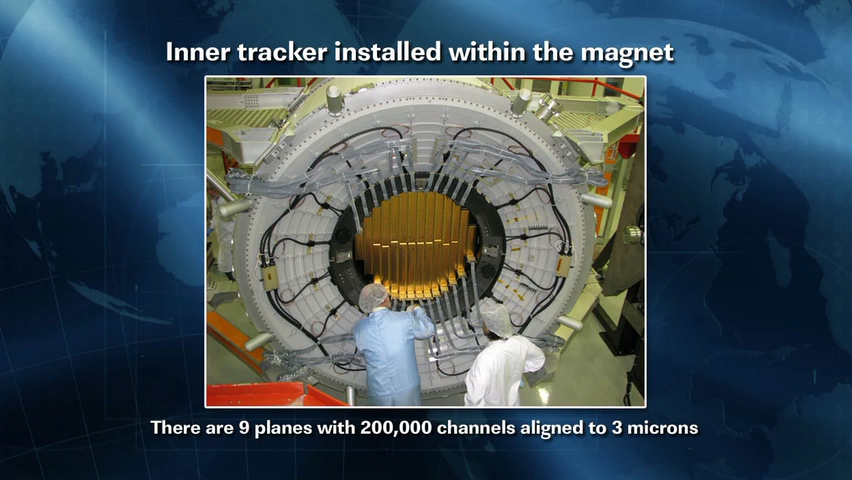 Inner tracker installed within the magnet
There are 9 planes with 200,000 channels aligned to 3 microns